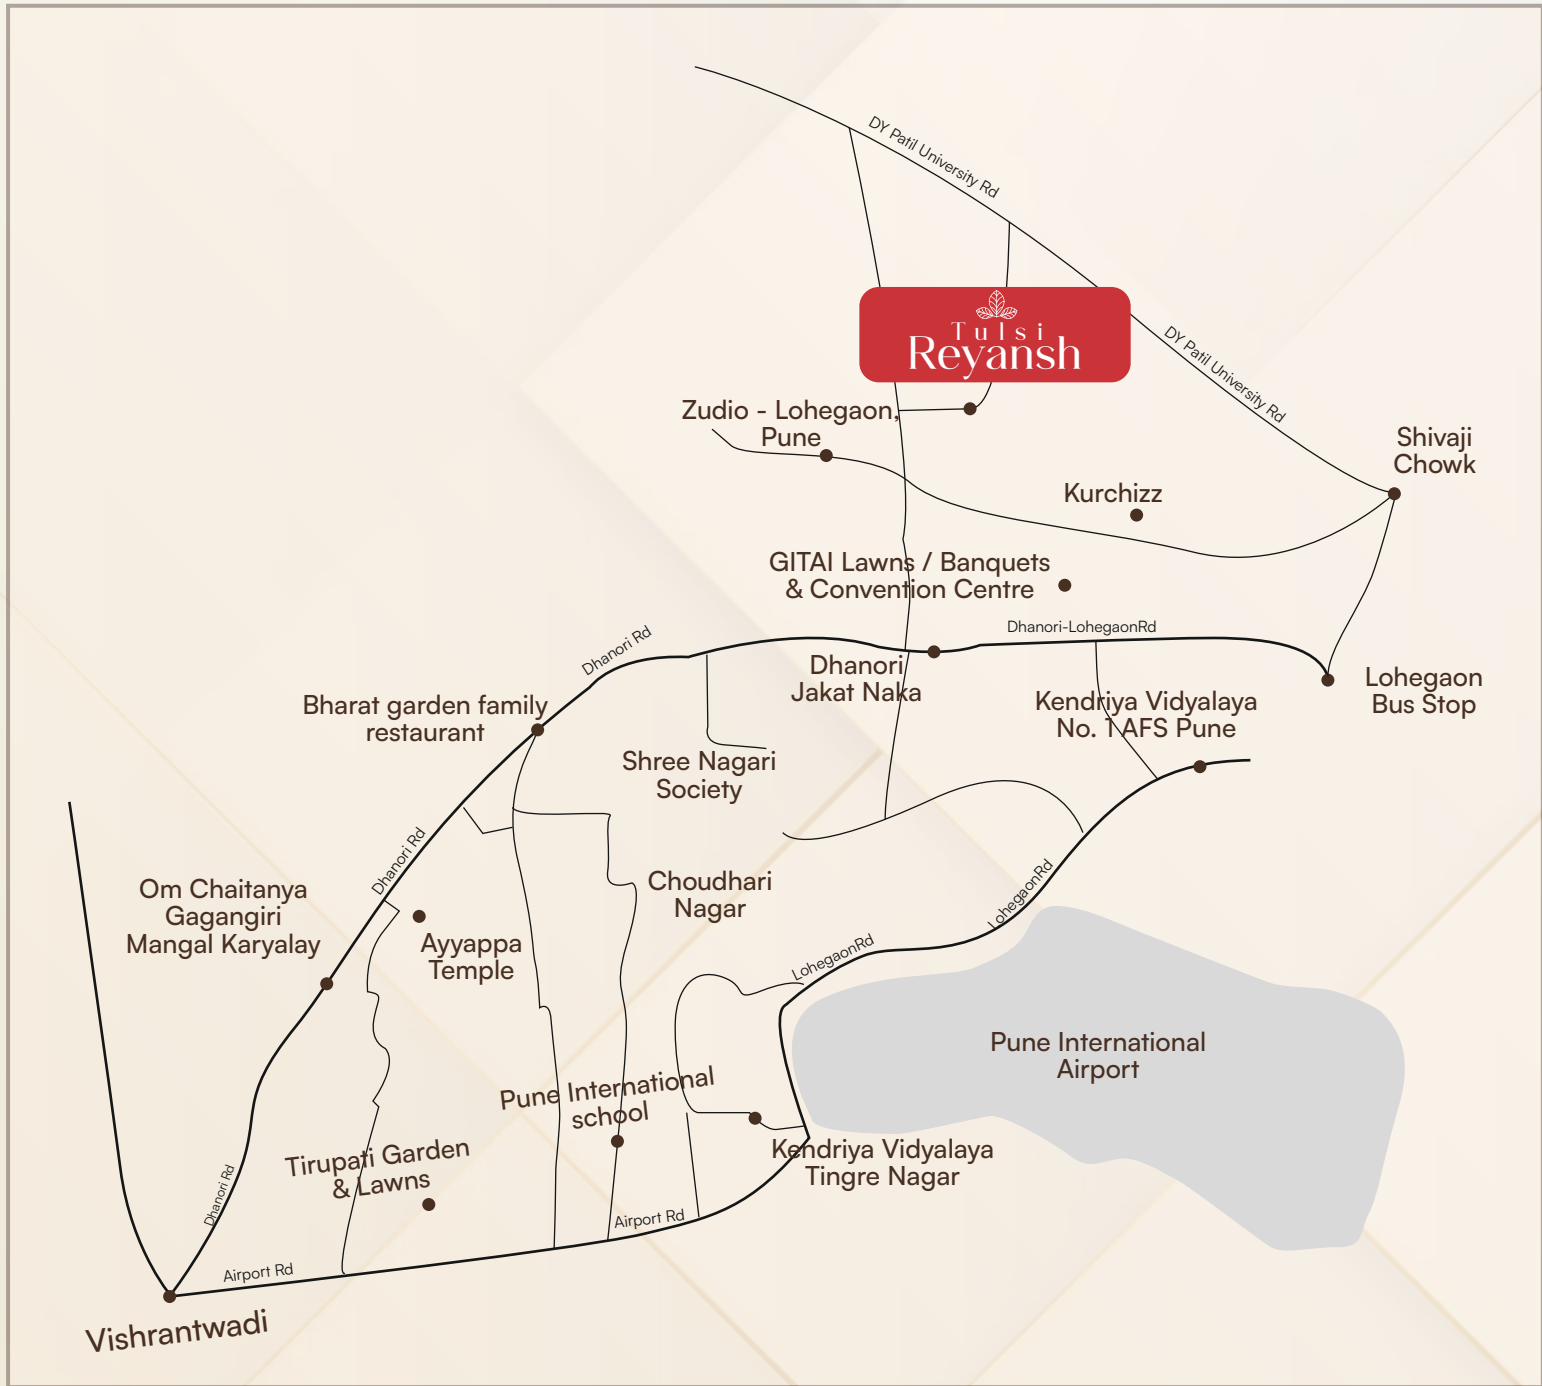 DY Patil University Rd
Tulsi
Reyansh
DY Patil University Rd
Zudio - Lohegaon,
Pune
Shivaji
Chowk
Kurchizz
GITAI Lawns / Banquets
& Convention Centre
Dhanori-LohegaonRd
Dhanori Rd
Dhanori
Jakat Naka
Lohegaon
Bus Stop
Kendriya Vidyalaya
No. 1 AFS Pune
Bharat garden family
restaurant
Shree Nagari
Society
Dhanori Rd
Om Chaitanya
Gagangiri
Mangal Karyalay
Choudhari
Nagar
LohegaonRd
Ayyappa
Temple
LohegaonRd
Pune International
Airport
Pune International
school
Tirupati Garden
& Lawns
Kendriya Vidyalaya
Tingre Nagar
Dhanori Rd
Airport Rd
Airport Rd
Vishrantwadi